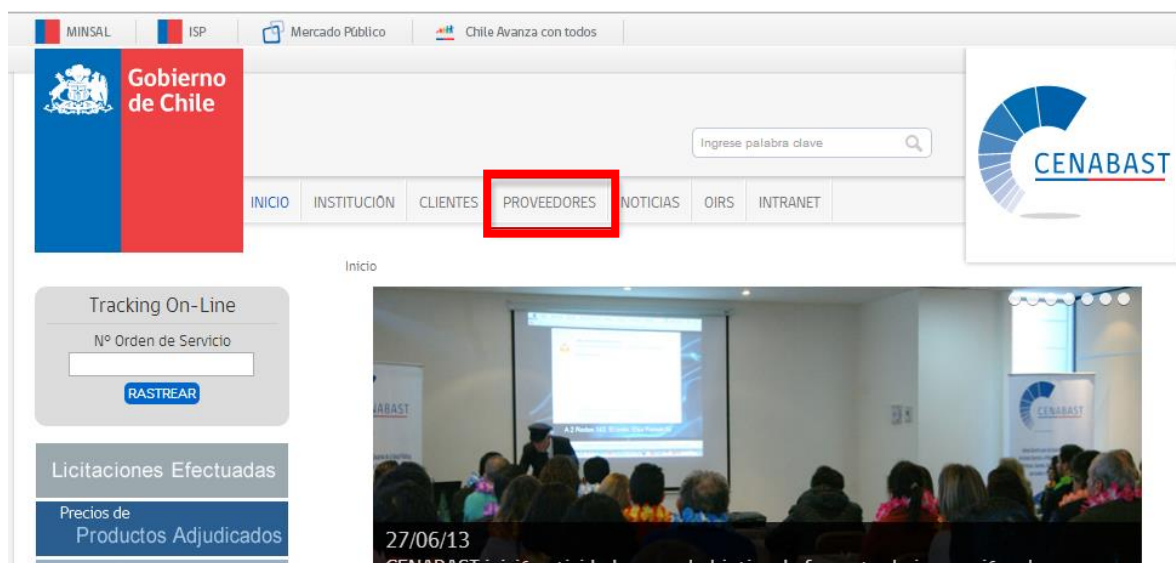 MINSAL ISP Mercado Público Chile Avanza con todos
Gobierno
de Chile
Ingrese palabra clave
CENABAST
INICIO INSTITUCIÓN CLIENTES PROVEEDORES NOTICIAS OIRS INTRANET
Inicio
Tracking On-Line
Nº Orden de Servicio
RASTREAR
Licitaciones Efectuadas
Precios de
Productos Adjudicados
CENABAST
27/06/13